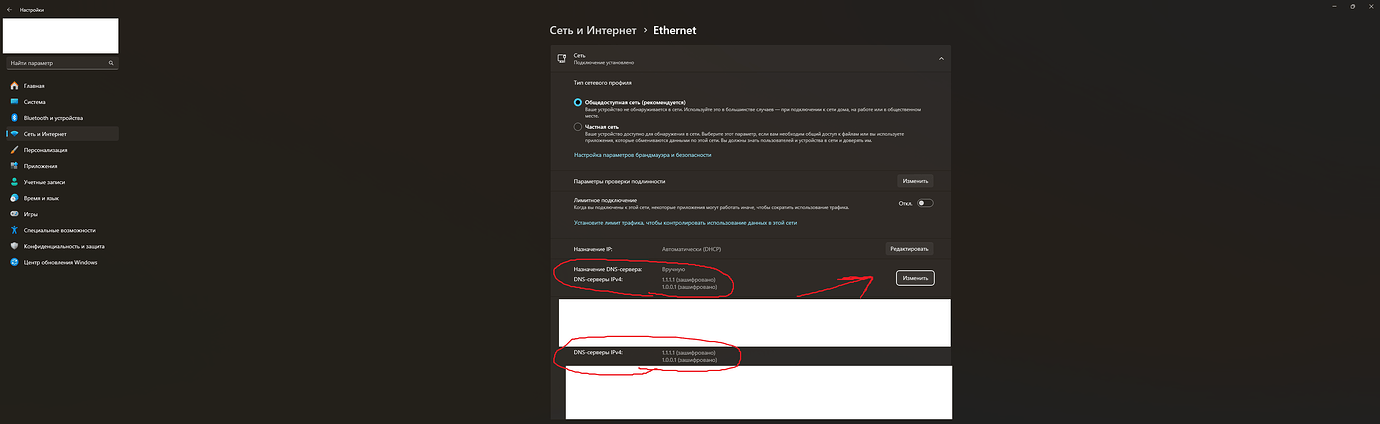 Настройки
Найти параметр
Главная
Система
Bluetooth и устройства
Сеть и Интернет
Персонализация
Приложения
Учетные записи
Время и язык
Игры
Специальные возможности
Конфиденциальность и защита
Центр обновления Windows
Сеть и Интернет › Ethernet
Сеть
Подключение установлено
Тип сетевого профиля
Общедоступная сеть (рекомендуется)
Ваше устройство не обнаруживается в сети. Используйте это в большинстве случаев — при подключении к сети дома, на работе или в общественном
месте.
Частная сеть
Ваше устройство доступно для обнаружения в сети. Выберите этот параметр, если вам необходим общий доступ к файлам или вы используете
приложения, которые обмениваются данными по этой сети. Вы должны знать пользователей и устройства в сети и доверять им.
Настройка параметров брандмауэра и безопасности
Параметры проверки подлинности
Изменить
Лимитное подключение
Когда вы подключены к этой сети, некоторые приложения могут работать иначе, чтобы сократить использование трафика.
Откл.
Установите лимит трафика, чтобы контролировать использование данных в этой сети
Назначение IP:
Автоматически (DHCP)
Редактировать
Назначение DNS-сервера:
Вручную
DNS-серверы IPv4:
1.1.1.1 (зашифровано)
1.0.0.1 (зашифровано)
Изменить
DNS-серверы IPv4:
1.1.1.1 (зашифровано)
1.0.0.1 (зашифровано)